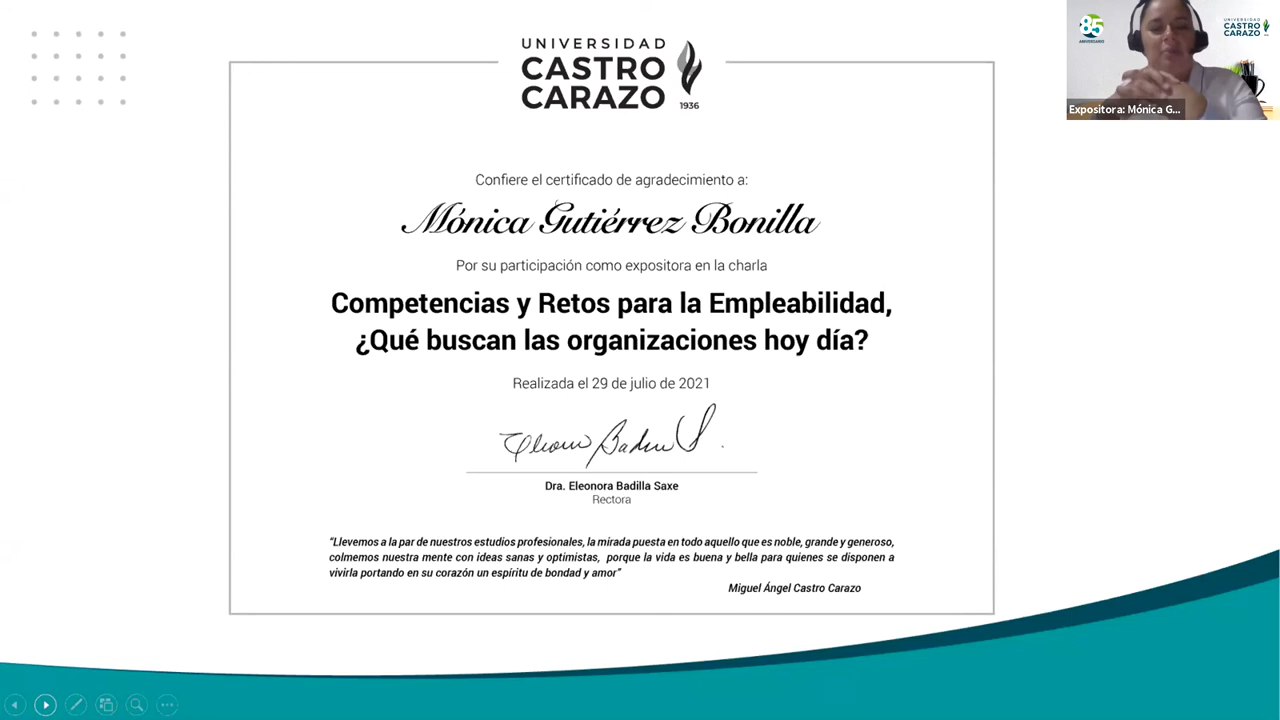 UNIVERSIDAD
CASTRO
CARAZO
1936
85
ANIVERSARIO
UNIVERSIDAD
CASTRO
CARAZO
Expositora: Mónica G...
Confiere el certificado de agradecimiento a:
Mónica Gutiérrez Bonilla
Por su participación como expositora en la charla
Competencias y Retos para la Empleabilidad,
¿Qué buscan las organizaciones hoy día?
Realizada el 29 de julio de 2021
Dra. Eleonora Badilla Saxe
Rectora
“Llevemos a la par de nuestros estudios profesionales, la mirada puesta en todo aquello que es noble, grande y generoso,
colmemos nuestra mente con ideas sanas y optimistas, porque la vida es buena y bella para quienes se disponen a
vivirla portando en su corazón un espíritu de bondad y amor”
Miguel Ángel Castro Carazo